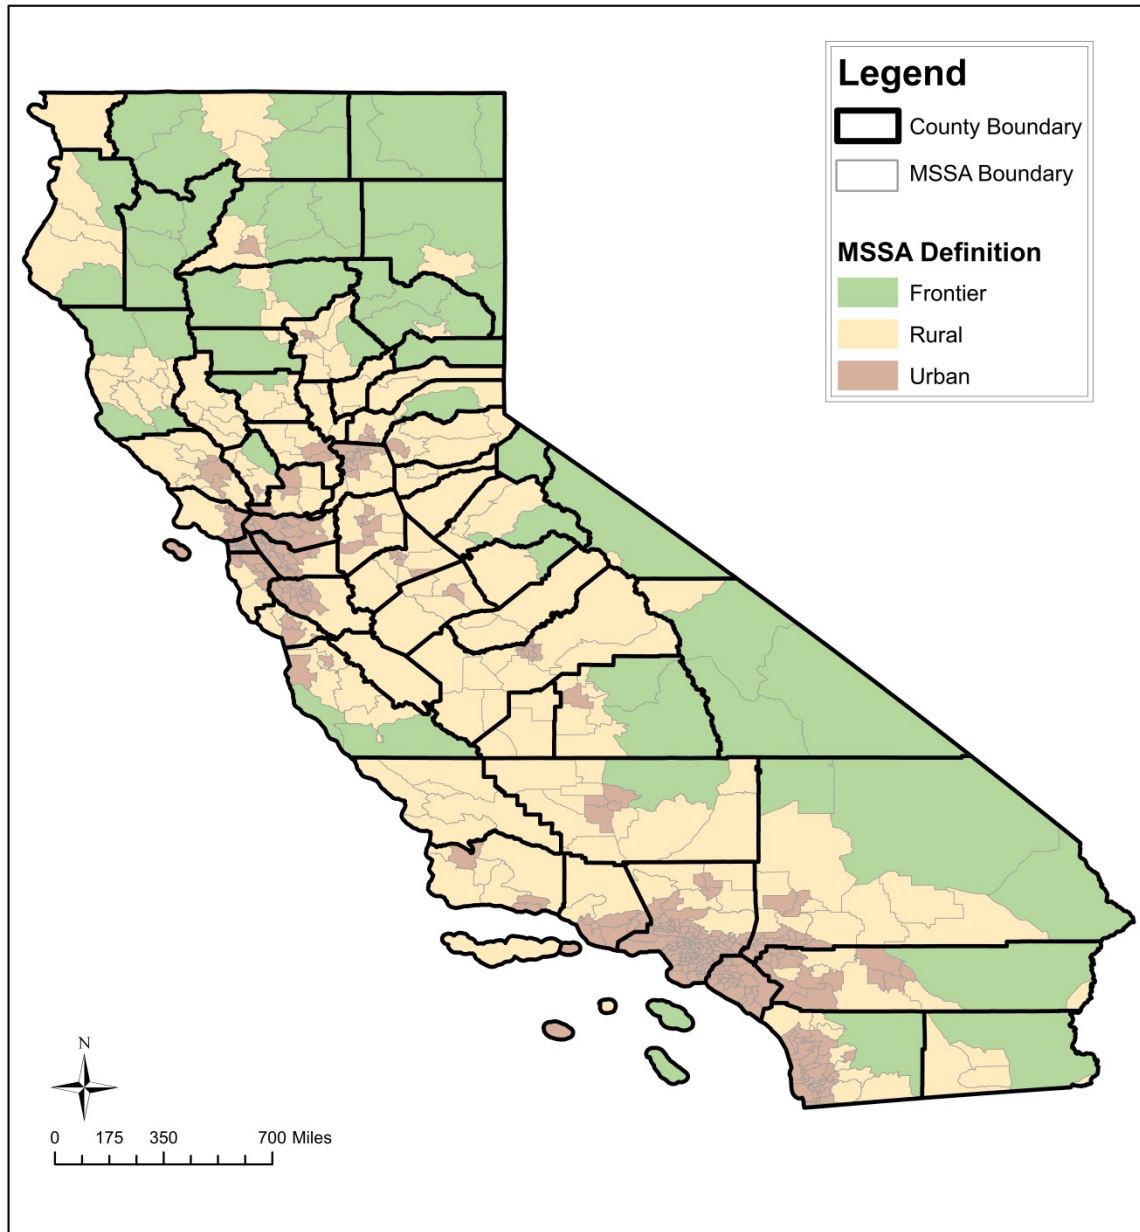 Legend
County Boundary
MSSA Boundary
MSSA Definition
Frontier
Rural
Urban
N
0 175 350 700 Miles